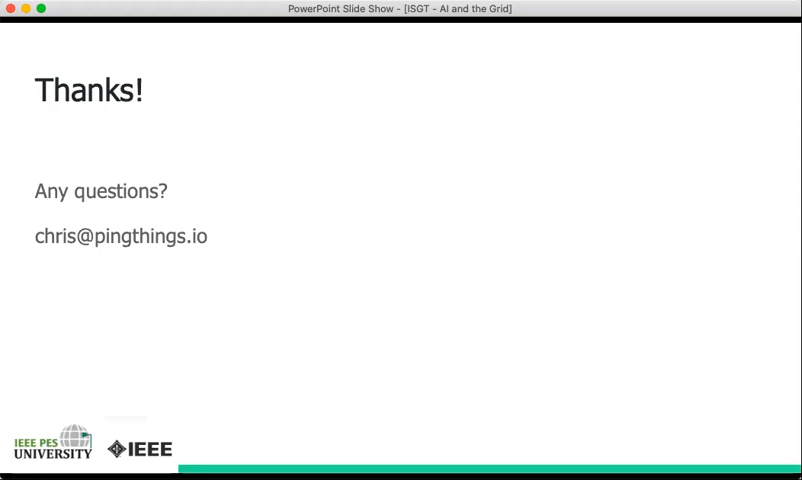 PowerPoint Slide Show - [ISGT - AI and the Grid]
Thanks!
Any questions?
chris@pingthings.io
IEEE PES
UNIVERSITY
IEEE